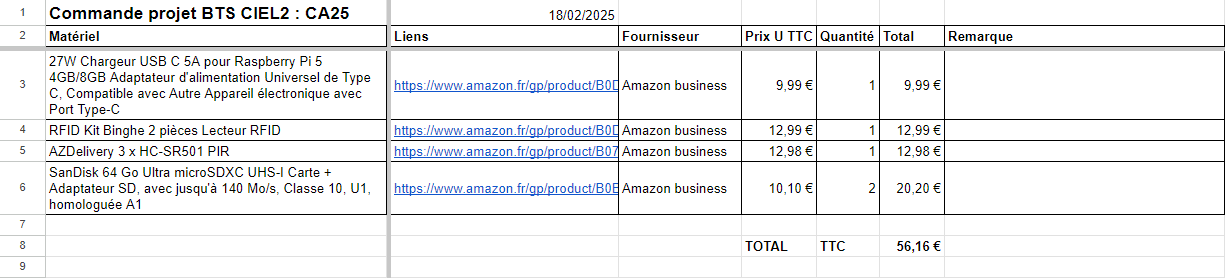 1 Commande projet BTS CIEL2 : CA25 18/02/2025
2 Matériel Liens Fournisseur Prix U TTC Quantité Total Remarque
27W Chargeur USB C 5A pour Raspberry Pi 5
4GB/8GB Adaptateur d'alimentation Universel de Type
3 C, Compatible avec Autre Appareil électronique avec https://www.amazon.fr/gp/product/B0D Amazon business 9,99 € 1 9,99 €
Port Type-C
4 RFID Kit Binghe 2 pièces Lecteur RFID https://www.amazon.fr/gp/product/B0D Amazon business 12,99 € 1 12,99 €
5 AZDelivery 3 x HC-SR501 PIR https://www.amazon.fr/gp/product/B07 Amazon business 12,98 € 1 12,98 €
SanDisk 64 Go Ultra microSDXC UHS-I Carte +
6 Adaptateur SD, avec jusqu'à 140 Mo/s, Classe 10, U1, https://www.amazon.fr/gp/product/B0B Amazon business 10,10 € 2 20,20 €
homologuée A1
7
8 TOTAL TTC 56,16 €
9